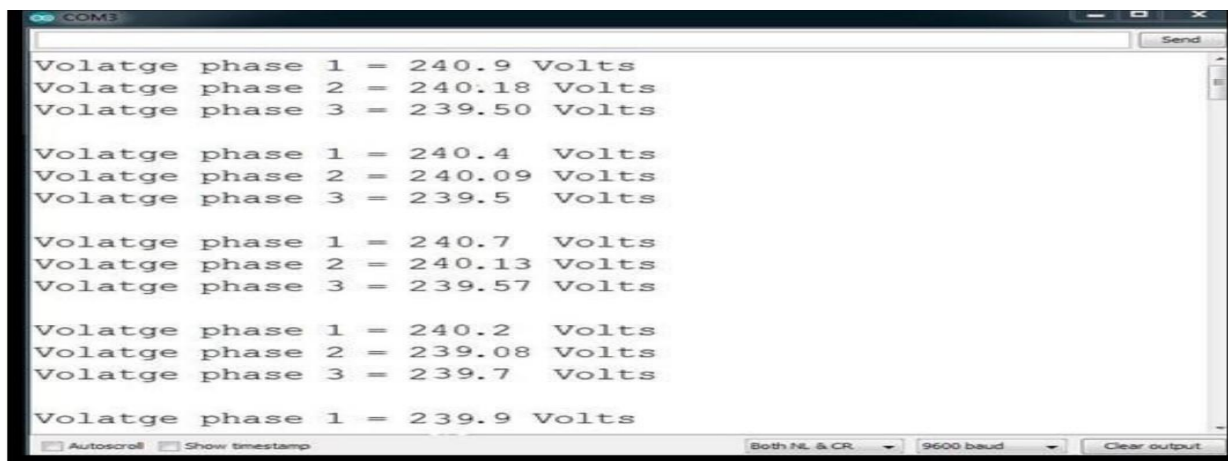 COM3
Send
Volatge phase 1 = 240.9 Volts
Volatge phase 2 = 240.18 Volts
Volatge phase 3 = 239.50 Volts
Volatge phase 1 = 240.4 Volts
Volatge phase 2 = 240.09 Volts
Volatge phase 3 = 239.5 Volts
Volatge phase 1 = 240.7 Volts
Volatge phase 2 = 240.13 Volts
Volatge phase 3 = 239.57 Volts
Volatge phase 1 = 240.2 Volts
Volatge phase 2 = 239.08 Volts
Volatge phase 3 = 239.7 Volts
Volatge phase 1 = 239.9 Volts
Autoscroll Show timestamp Both NL & CR 9600 baud Clear output